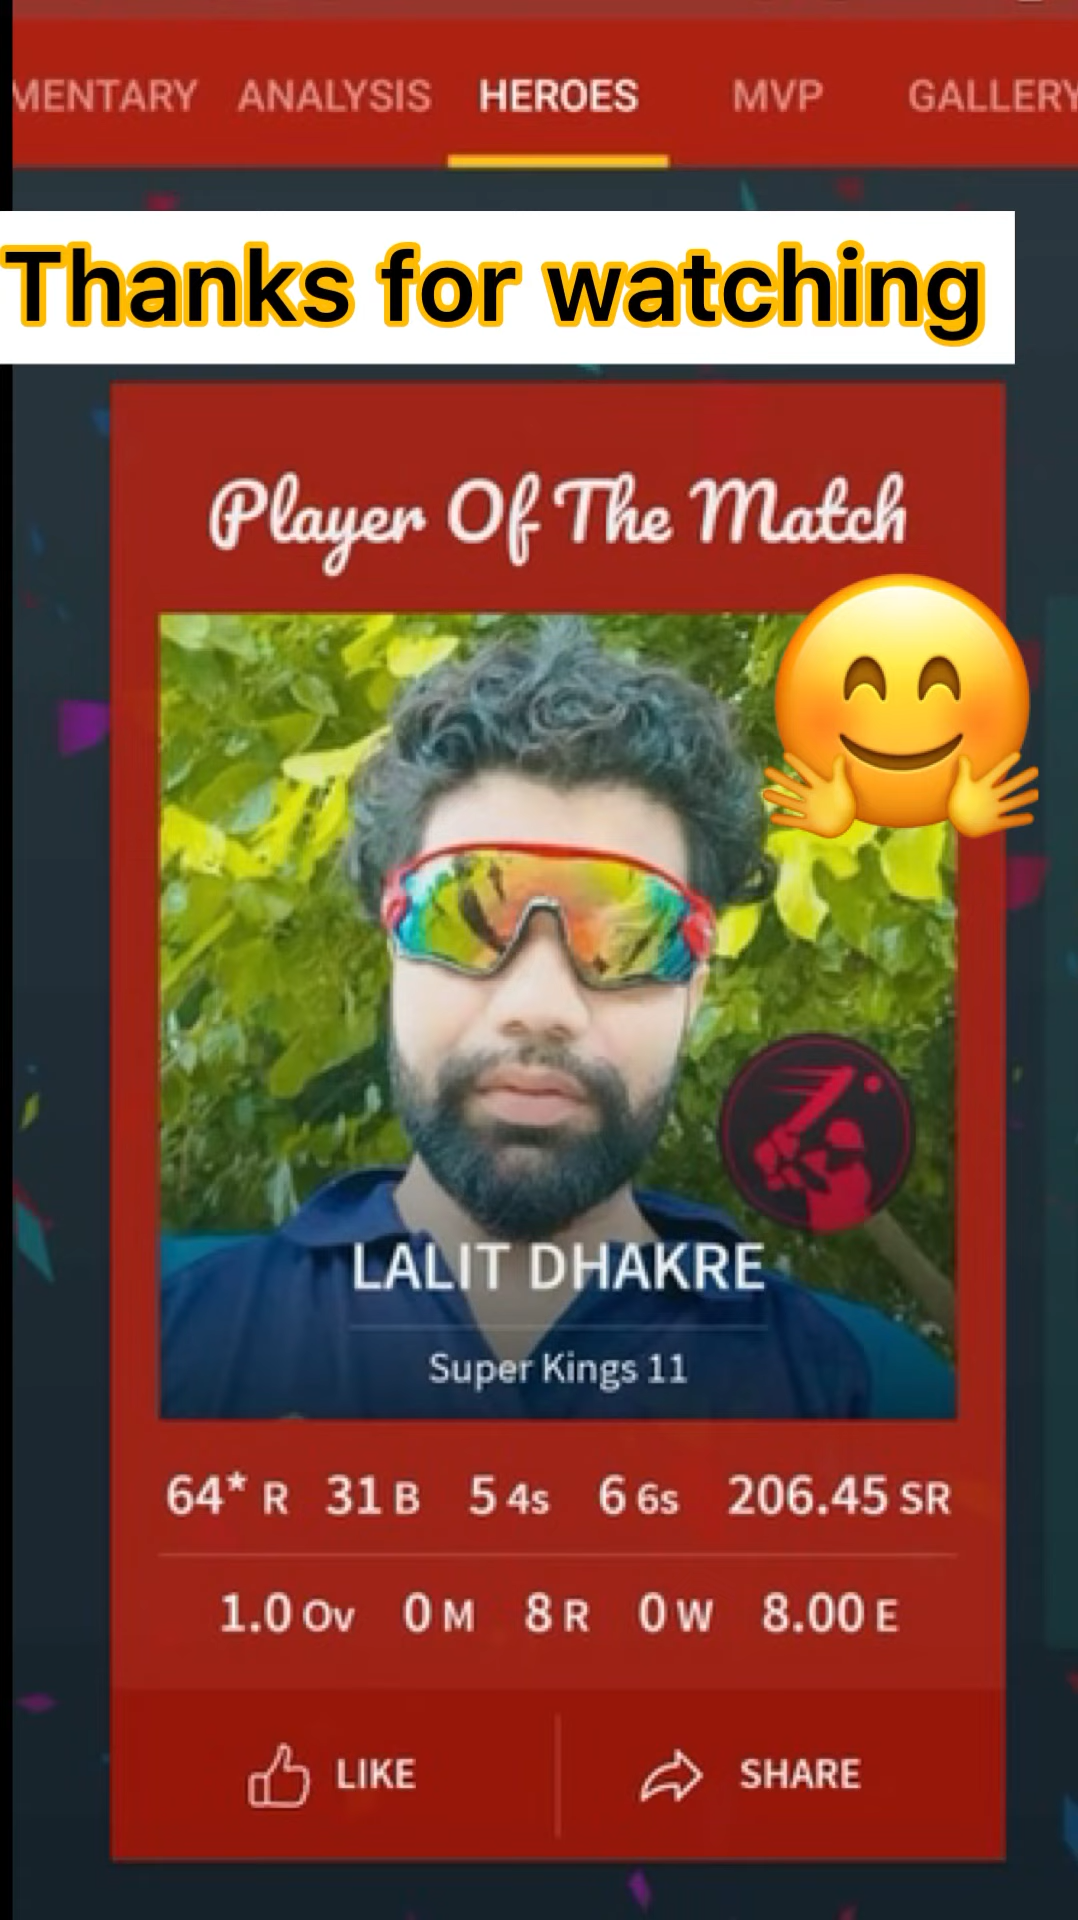 MENTARY ANALYSIS HEROES MVP GALLERY
Thanks for watching
Player Of The Match
LALIT DHAKRE
Super Kings 11
64* R 31 B 5 4s 6 6s 206.45 SR
1.0 Ov 0 M 8 R 0 W 8.00 E
LIKE SHARE